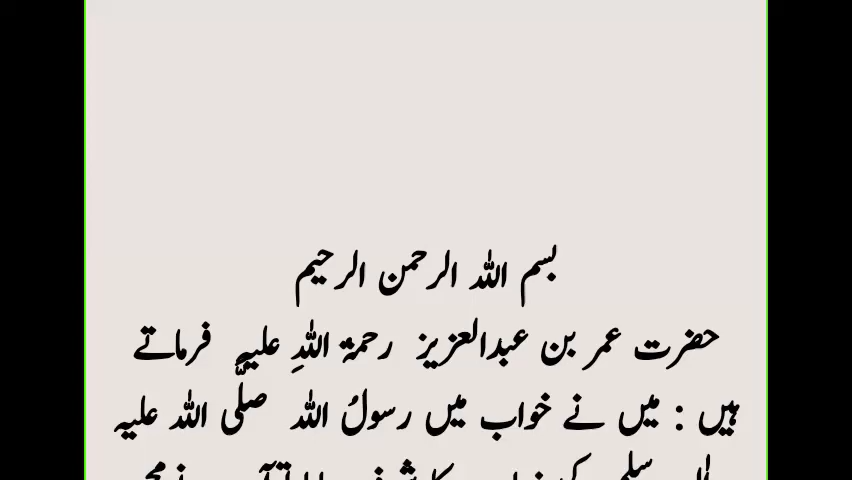 بسم اللہ الرحمن الرحیم
حضرت عمر بن عبدالعزیز رحمۃ اللہِ علیہ فرماتے
ہیں : میں نے خواب میں رسولُ اللہ صلَّی اللہ علیہ